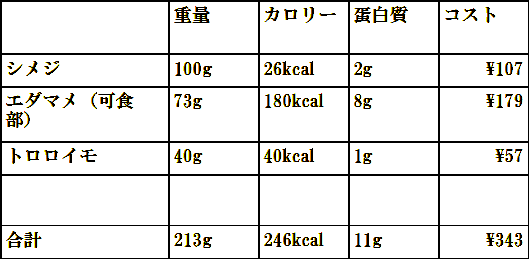 重量 カロリー 蛋白質 コスト
シメジ 100g 26kcal 2g ¥107
エダマメ（可食 73g 180kcal 8g ¥179
部）
トロロイモ 40g 40kcal 1g ¥57
合計 213g 246kcal 11g ¥343